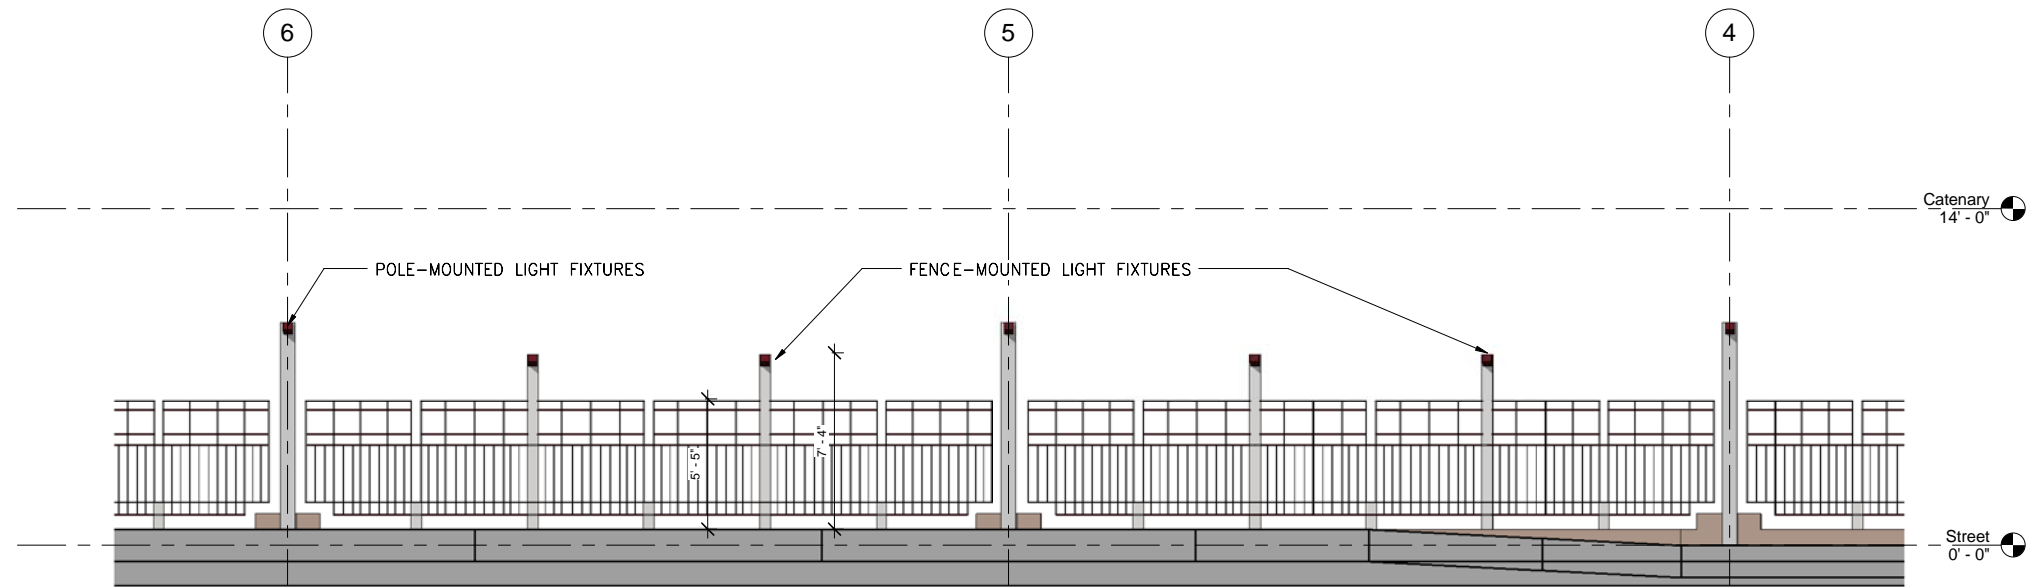 6
5
4
Catenary
14' - 0"
POLE-MOUNTED LIGHT FIXTURES
FENCE-MOUNTED LIGHT FIXTURES
5' - 5"
7' - 4"
Street
0' - 0"